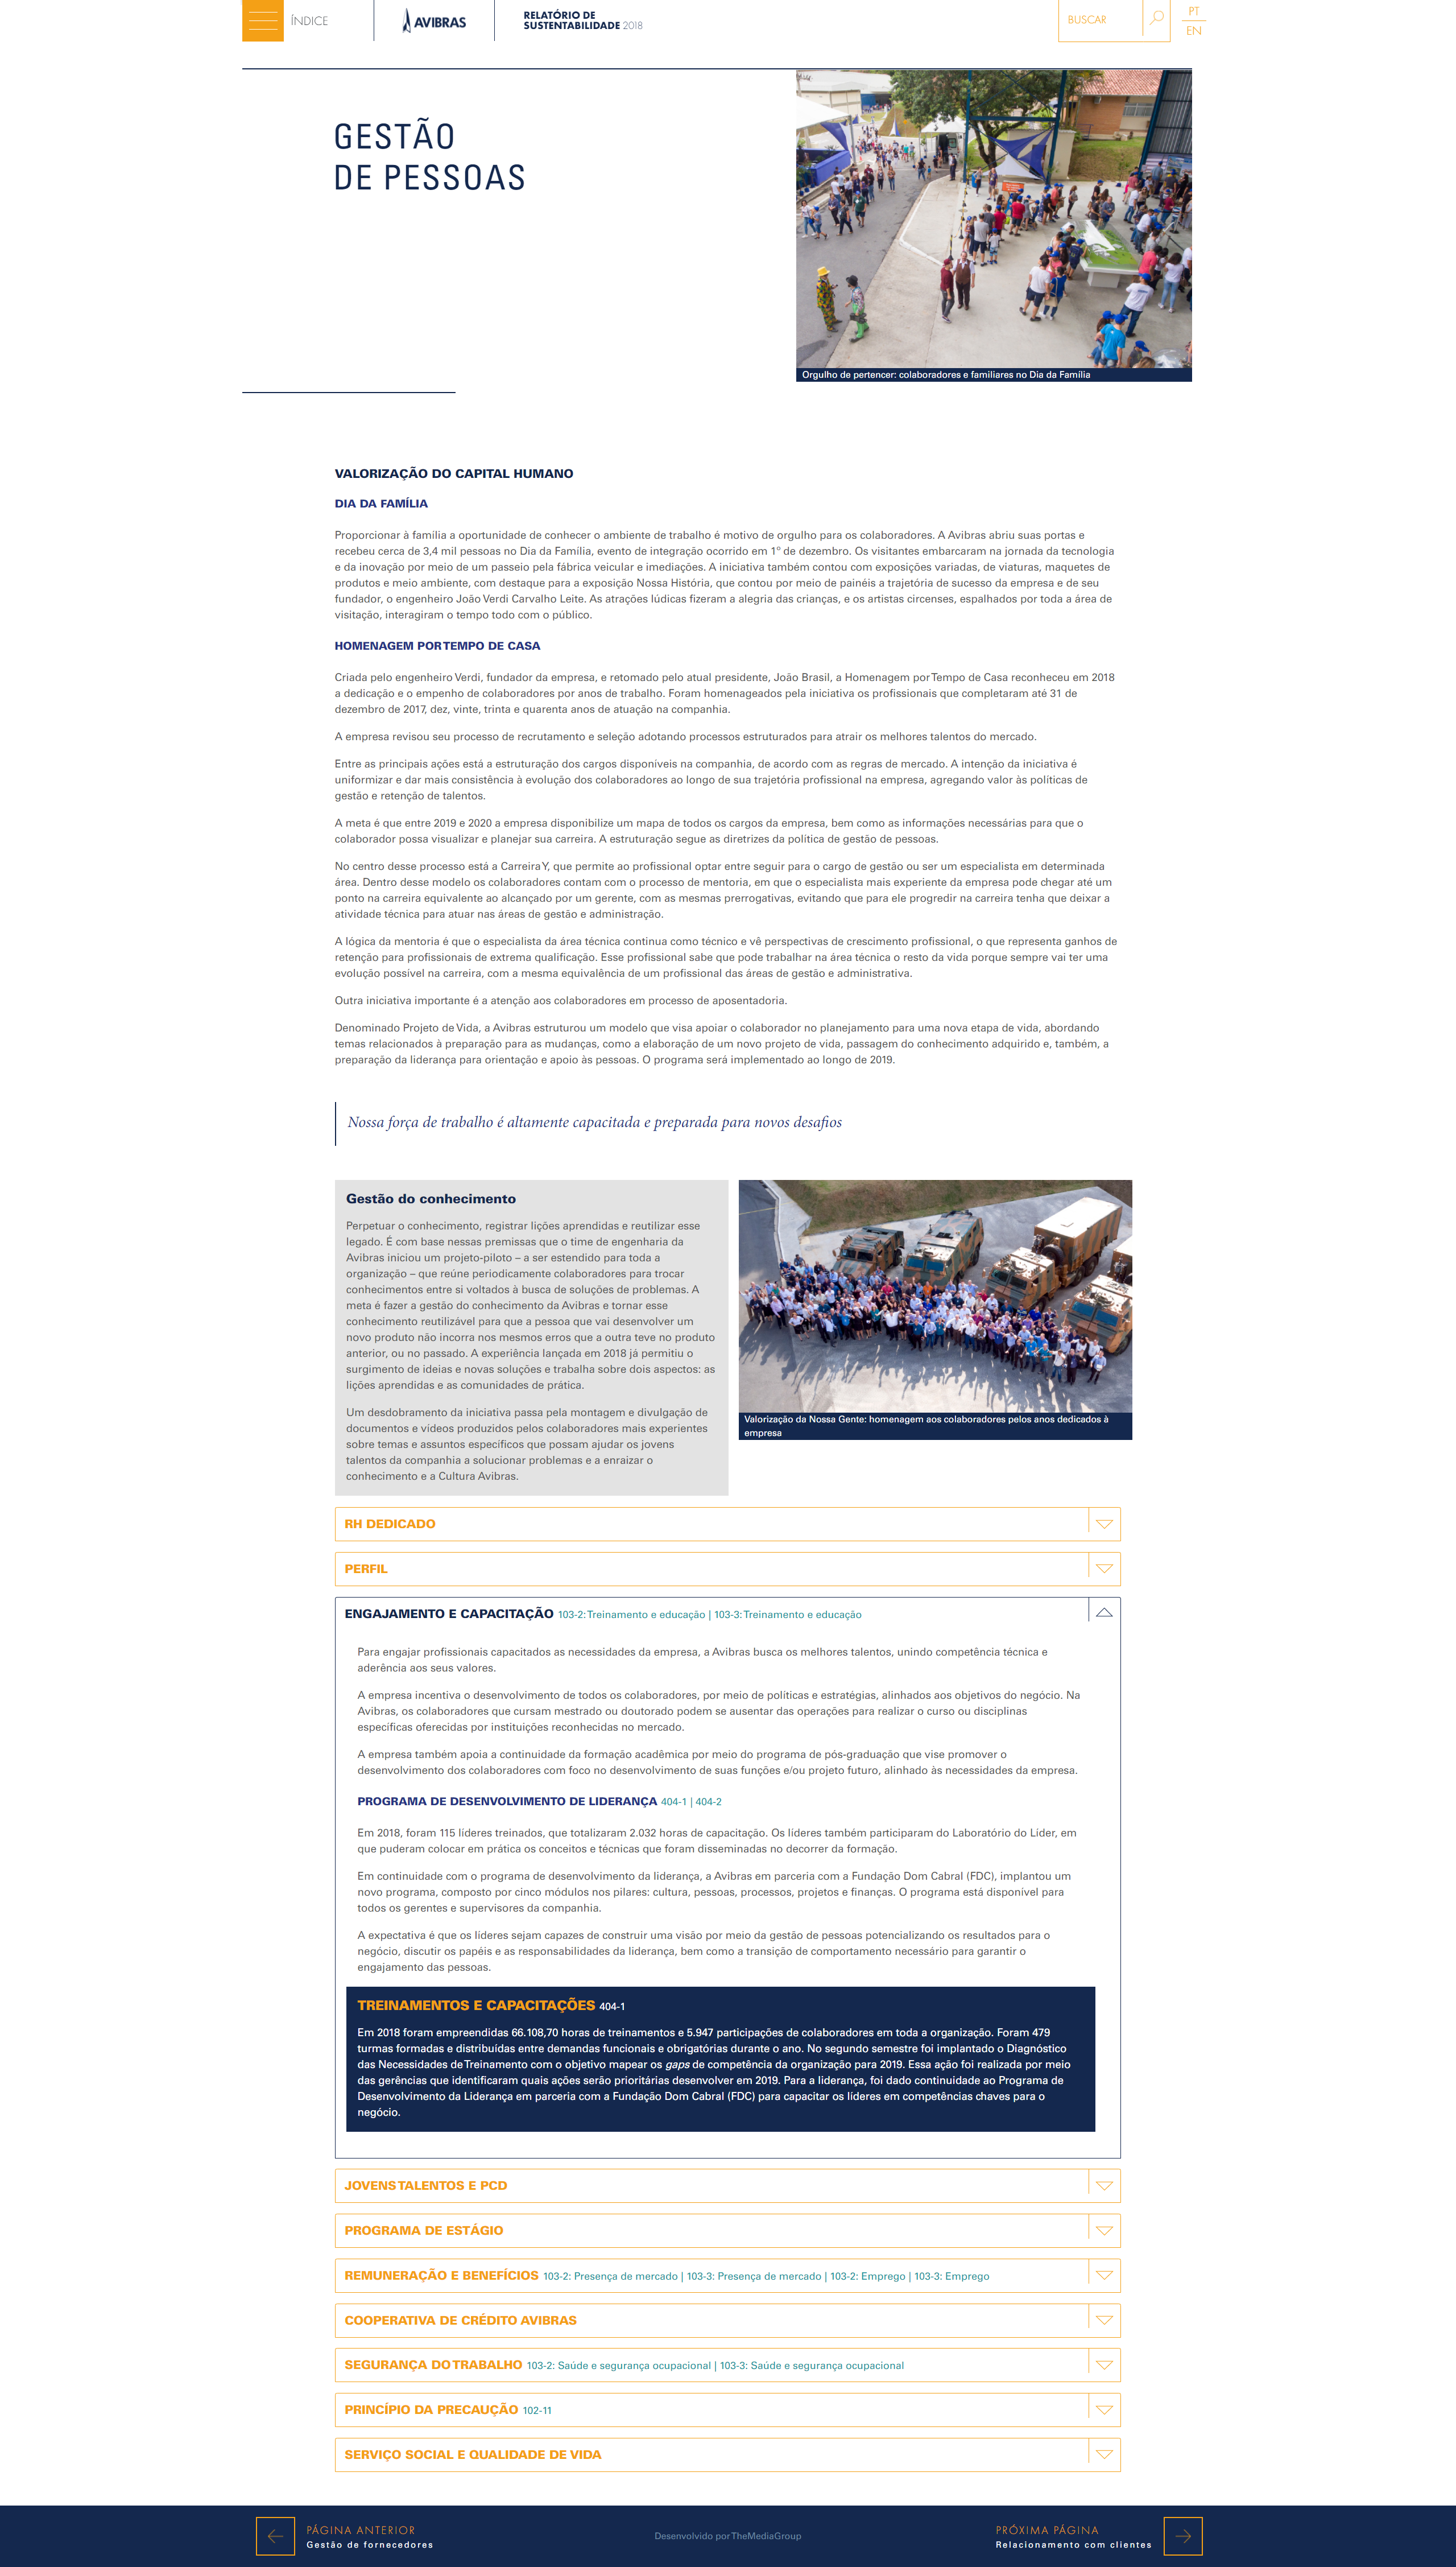 ÍNDICE
AVIBRAS
RELATÓRIO DE
SUSTENTABILIDADE 2018
BUSCAR
PT
EN
GESTÃO
DE PESSOAS
Orgulho de pertencer: colaboradores e familiares no Dia da Família
VALORIZAÇÃO DO CAPITAL HUMANO
DIA DA FAMÍLIA
Proporcionar à família a oportunidade de conhecer o ambiente de trabalho é motivo de orgulho para os colaboradores. A Avibras abriu suas portas e
recebeu cerca de 3,4 mil pessoas no Dia da Família, evento de integração ocorrido em 1º de dezembro. Os visitantes embarcaram na jornada da tecnologia
e da inovação por meio de um passeio pela fábrica veicular e imediações. A iniciativa também contou com exposições variadas, de viaturas, maquetes de
produtos e meio ambiente, com destaque para a exposição Nossa História, que contou por meio de painéis a trajetória de sucesso da empresa e de seu
fundador, o engenheiro João Verdi Carvalho Leite. As atrações lúdicas fizeram a alegria das crianças, e os artistas circenses, espalhados por toda a área de
visitação, interagiram o tempo todo com o público.
HOMENAGEM POR TEMPO DE CASA
Criada pelo engenheiro Verdi, fundador da empresa, e retomado pelo atual presidente, João Brasil, a Homenagem por Tempo de Casa reconheceu em 2018
a dedicação e o empenho de colaboradores por anos de trabalho. Foram homenageados pela iniciativa os profissionais que completaram até 31 de
dezembro de 2017, dez, vinte, trinta e quarenta anos de atuação na companhia.
A empresa revisou seu processo de recrutamento e seleção adotando processos estruturados para atrair os melhores talentos do mercado.
Entre as principais ações está a estruturação dos cargos disponíveis na companhia, de acordo com as regras de mercado. A intenção da iniciativa é
uniformizar e dar mais consistência à evolução dos colaboradores ao longo de sua trajetória profissional na empresa, agregando valor às políticas de
gestão e retenção de talentos.
A meta é que entre 2019 e 2020 a empresa disponibilize um mapa de todos os cargos da empresa, bem como as informações necessárias para que o
colaborador possa visualizar e planejar sua carreira. A estruturação segue as diretrizes da política de gestão de pessoas.
No centro desse processo está a Carreira Y, que permite ao profissional optar entre seguir para o cargo de gestão ou ser um especialista em determinada
área. Dentro desse modelo os colaboradores contam com o processo de mentoria, em que o especialista mais experiente da empresa pode chegar até um
ponto na carreira equivalente ao alcançado por um gerente, com as mesmas prerrogativas, evitando que para ele progredir na carreira tenha que deixar a
atividade técnica para atuar nas áreas de gestão e administração.
A lógica da mentoria é que o especialista da área técnica continua como técnico e vê perspectivas de crescimento profissional, o que representa ganhos de
retenção para profissionais de extrema qualificação. Esse profissional sabe que pode trabalhar na área técnica o resto da vida porque sempre vai ter uma
evolução possível na carreira, com a mesma equivalência de um profissional das áreas de gestão e administrativa.
Outra iniciativa importante é a atenção aos colaboradores em processo de aposentadoria.
Denominado Projeto de Vida, a Avibras estruturou um modelo que visa apoiar o colaborador no planejamento para uma nova etapa de vida, abordando
temas relacionados à preparação para as mudanças, como a elaboração de um novo projeto de vida, passagem do conhecimento adquirido e, também, a
preparação da liderança para orientação e apoio às pessoas. O programa será implementado ao longo de 2019.
Nossa força de trabalho é altamente capacitada e preparada para novos desafios
Gestão do conhecimento
Perpetuar o conhecimento, registrar lições aprendidas e reutilizar esse
legado. É com base nessas premissas que o time de engenharia da
Avibras iniciou um projeto-piloto – a ser estendido para toda a
organização – que reúne periodicamente colaboradores para trocar
conhecimentos entre si voltados à busca de soluções de problemas. A
meta é fazer a gestão do conhecimento da Avibras e tornar esse
conhecimento reutilizável para que a pessoa que vai desenvolver um
novo produto não incorra nos mesmos erros que a outra teve no produto
anterior, ou no passado. A experiência lançada em 2018 já permitiu o
surgimento de ideias e novas soluções e trabalha sobre dois aspectos: as
lições aprendidas e as comunidades de prática.
Um desdobramento da iniciativa passa pela montagem e divulgação de
documentos e vídeos produzidos pelos colaboradores mais experientes
sobre temas e assuntos específicos que possam ajudar os jovens
talentos da companhia a solucionar problemas e a enraizar o
conhecimento e a Cultura Avibras.
Valorização da Nossa Gente: homenagem aos colaboradores pelos anos dedicados à
empresa
RH DEDICADO
PERFIL
ENGAJAMENTO E CAPACITAÇÃO 103-2: Treinamento e educação | 103-3: Treinamento e educação
Para engajar profissionais capacitados as necessidades da empresa, a Avibras busca os melhores talentos, unindo competência técnica e
aderência aos seus valores.
A empresa incentiva o desenvolvimento de todos os colaboradores, por meio de políticas e estratégias, alinhados aos objetivos do negócio. Na
Avibras, os colaboradores que cursam mestrado ou doutorado podem se ausentar das operações para realizar o curso ou disciplinas
específicas oferecidas por instituições reconhecidas no mercado.
A empresa também apoia a continuidade da formação acadêmica por meio do programa de pós-graduação que vise promover o
desenvolvimento dos colaboradores com foco no desenvolvimento de suas funções e/ou projeto futuro, alinhado às necessidades da empresa.
PROGRAMA DE DESENVOLVIMENTO DE LIDERANÇA 404-1 | 404-2
Em 2018, foram 115 líderes treinados, que totalizaram 2.032 horas de capacitação. Os líderes também participaram do Laboratório do Líder, em
que puderam colocar em prática os conceitos e técnicas que foram disseminadas no decorrer da formação.
Em continuidade com o programa de desenvolvimento da liderança, a Avibras em parceria com a Fundação Dom Cabral (FDC), implantou um
novo programa, composto por cinco módulos nos pilares: cultura, pessoas, processos, projetos e finanças. O programa está disponível para
todos os gerentes e supervisores da companhia.
A expectativa é que os líderes sejam capazes de construir uma visão por meio da gestão de pessoas potencializando os resultados para o
negócio, discutir os papéis e as responsabilidades da liderança, bem como a transição de comportamento necessário para garantir o
engajamento das pessoas.
TREINAMENTOS E CAPACITAÇÕES 404-1
Em 2018 foram empreendidas 66.108,70 horas de treinamentos e 5.947 participações de colaboradores em toda a organização. Foram 479
turmas formadas e distribuídas entre demandas funcionais e obrigatórias durante o ano. No segundo semestre foi implantado o Diagnóstico
das Necessidades de Treinamento com o objetivo mapear os gaps de competência da organização para 2019. Essa ação foi realizada por meio
das gerências que identificaram quais ações serão prioritárias desenvolver em 2019. Para a liderança, foi dado continuidade ao Programa de
Desenvolvimento da Liderança em parceria com a Fundação Dom Cabral (FDC) para capacitar os líderes em competências chaves para o
negócio.
JOVENS TALENTOS E PCD
PROGRAMA DE ESTÁGIO
REMUNERAÇÃO E BENEFÍCIOS 103-2: Presença de mercado | 103-3: Presença de mercado | 103-2: Emprego | 103-3: Emprego
COOPERATIVA DE CRÉDITO AVIBRAS
SEGURANÇA DO TRABALHO 103-2: Saúde e segurança ocupacional | 103-3: Saúde e segurança ocupacional
PRINCÍPIO DA PRECAUÇÃO 102-11
SERVIÇO SOCIAL E QUALIDADE DE VIDA
PÁGINA ANTERIOR
Gestão de fornecedores
Desenvolvido por TheMediaGroup
PRÓXIMA PÁGINA
Relacionamento com clientes